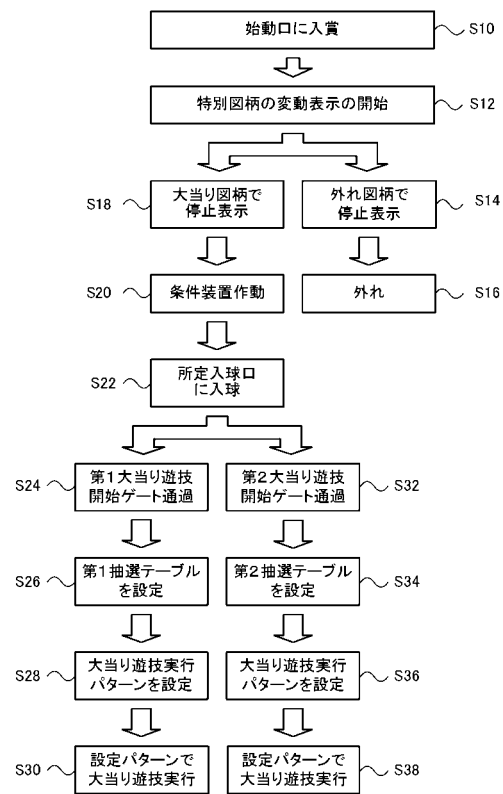 始動口に入賞
S10
特別図柄の変動表示の開始
S12
S18
大当り図柄で
停止表示
外れ図柄で
停止表示
S14
S20
条件装置作動
外れ
S16
S22
所定入球口
に入球
S24
第１大当り遊技
開始ゲート通過
第２大当り遊技
開始ゲート通過
S32
S26
第１抽選テーブル
を設定
第２抽選テーブル
を設定
S34
S28
大当り遊技実行
パターンを設定
大当り遊技実行
パターンを設定
S36
S30
設定パターンで
大当り遊技実行
設定パターンで
大当り遊技実行
S38